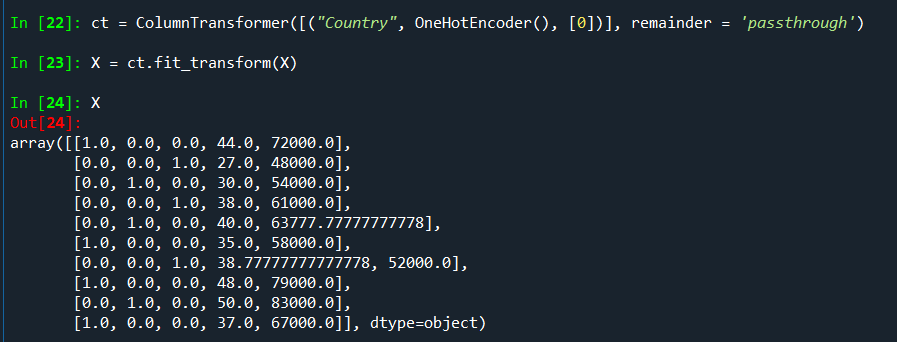 In [22]: ct = ColumnTransformer([("Country", OneHotEncoder(), [0])], remainder = 'passthrough')
In [23]: X = ct.fit_transform(X)
In [24]: X
Out[24]:
array([[1.0, 0.0, 0.0, 44.0, 72000.0],
       [0.0, 0.0, 1.0, 27.0, 48000.0],
       [0.0, 1.0, 0.0, 30.0, 54000.0],
       [0.0, 0.0, 1.0, 38.0, 61000.0],
       [0.0, 1.0, 0.0, 40.0, 63777.77777777778],
       [1.0, 0.0, 0.0, 35.0, 58000.0],
       [0.0, 0.0, 1.0, 38.77777777777778, 52000.0],
       [1.0, 0.0, 0.0, 48.0, 79000.0],
       [0.0, 1.0, 0.0, 50.0, 83000.0],
       [1.0, 0.0, 0.0, 37.0, 67000.0]], dtype=object)